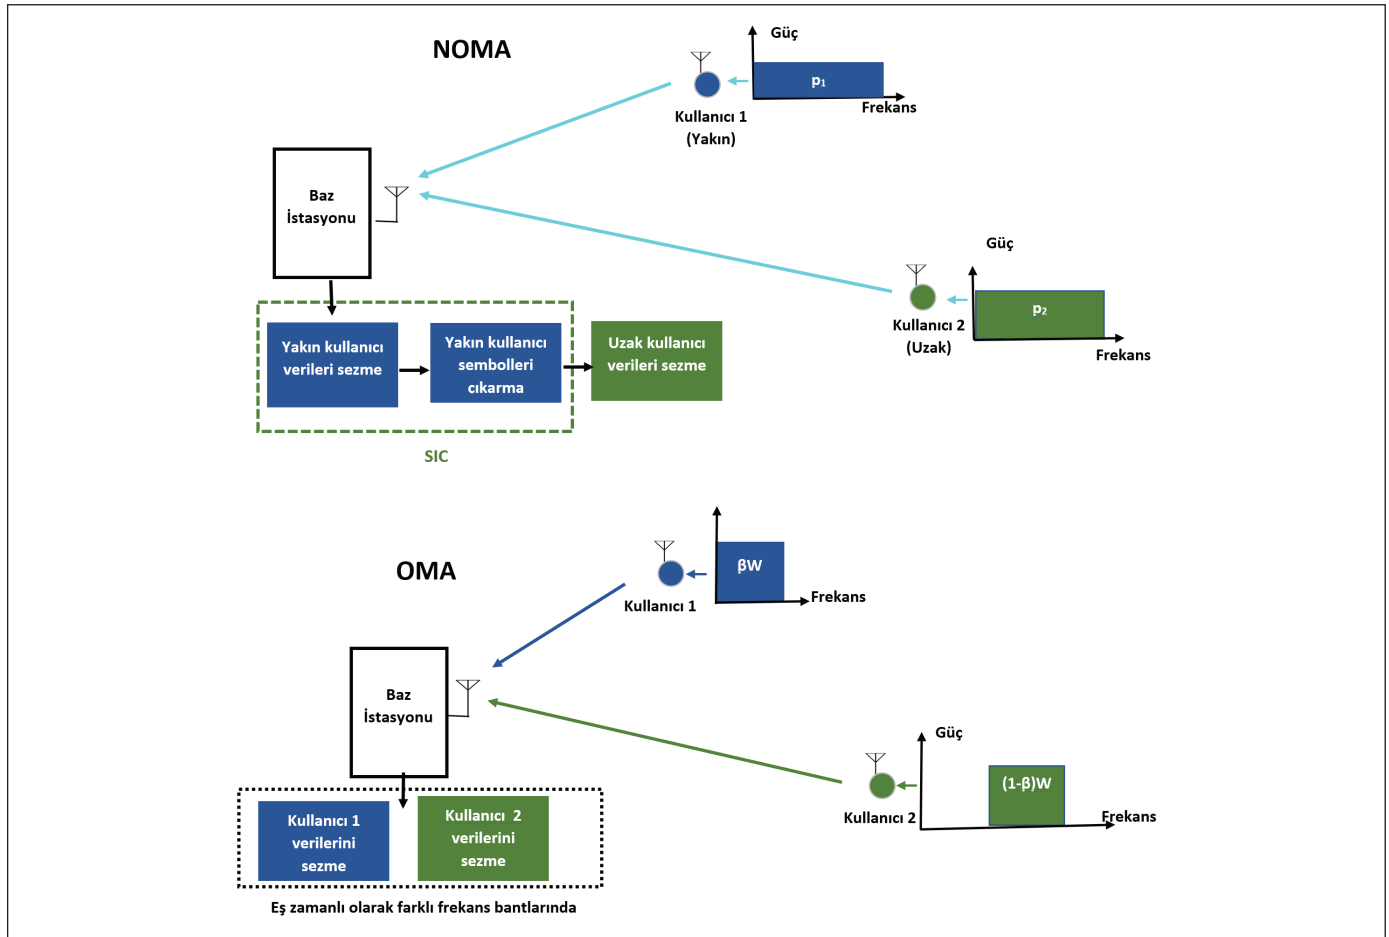 NOMA
Güç
p₁
Frekans
Kullanıcı 1
(Yakın)
Baz
İstasyonu
Güç
p₂
Frekans
Kullanıcı 2
(Uzak)
Yakın kullanıcı
verileri sezme
Yakın kullanıcı
sembolleri
çıkarma
Uzak kullanıcı
verileri sezme
SIC
OMA
βW
Frekans
Kullanıcı 1
Baz
İstasyonu
Güç
(1-β)W
Frekans
Kullanıcı 2
Kullanıcı 1
verilerini
sezme
Kullanıcı 2
verilerini
sezme
Eş zamanlı olarak farklı frekans bantlarında